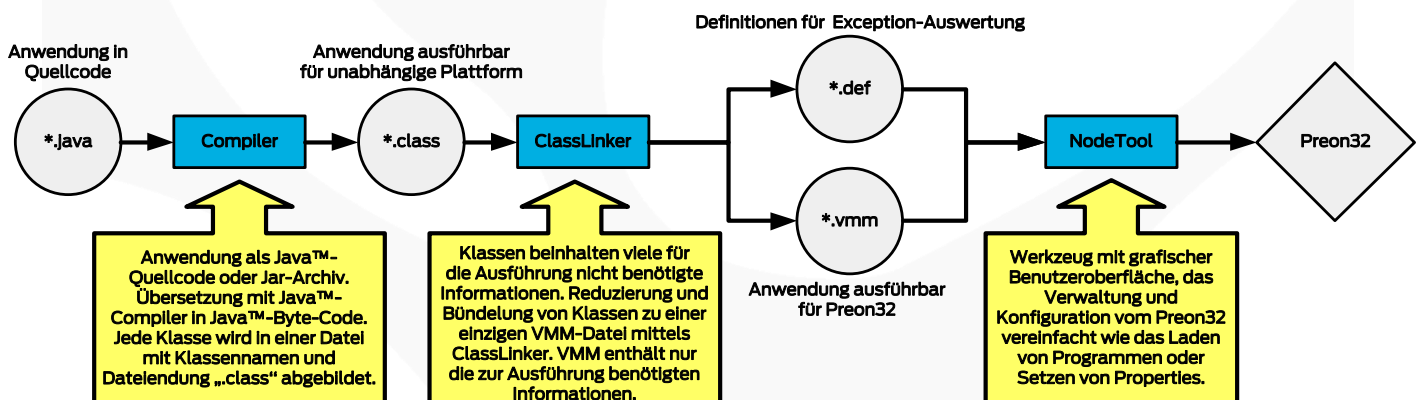 Definitionen für Exception-Auswertung
Anwendung in
Quellcode
Anwendung ausführbar
für unabhängige Plattform
*.java
Compiler
*.class
ClassLinker
*.def
*.vmm
NodeTool
Preon32
Anwendung ausführbar
für Preon32
Anwendung als Java™-
Quellcode oder Jar-Archiv.
Übersetzung mit Java™-
Compiler in Java™-Byte-Code.
Jede Klasse wird in einer Datei
mit Klassennamen und
Dateiendung „.class“ abgebildet.
Klassen beinhalten viele für
die Ausführung nicht benötigte
Informationen. Reduzierung und
Bündelung von Klassen zu einer
einzigen VMM-Datei mittels
ClassLinker. VMM enthält nur
die zur Ausführung benötigten
Informationen.
Werkzeug mit grafischer
Benutzeroberfläche, das
Verwaltung und
Konfiguration vom Preon32
vereinfacht wie das Laden
von Programmen oder
Setzen von Properties.